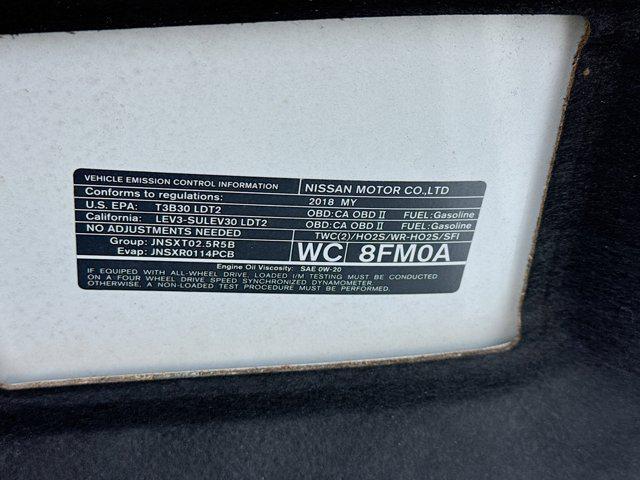 VEHICLE EMISSION CONTROL INFORMATION NISSAN MOTOR CO.,LTD
Conforms to regulations: 2018 MY
U.S. EPA: T3B30 LDT2 OBD:CA OBD II FUEL:Gasoline
California: LEV3-SULEV30 LDT2 OBD:CA OBD II FUEL:Gasoline
NO ADJUSTMENTS NEEDED TWC(2)/HO2S/WR-HO2S/SFI
Group: JNSXT02.5R5B
Evap: JNSXR0114PCB
WC 8FM0A
Engine Oil Viscosity: SAE 0W-20
IF EQUIPPED WITH ALL-WHEEL DRIVE, LOADED I/M TESTING MUST BE CONDUCTED
ON A FOUR WHEEL DRIVE SPEED SYNCHRONIZED DYNAMOMETER.
OTHERWISE, A NON-LOADED TEST PROCEDURE MUST BE PERFORMED.